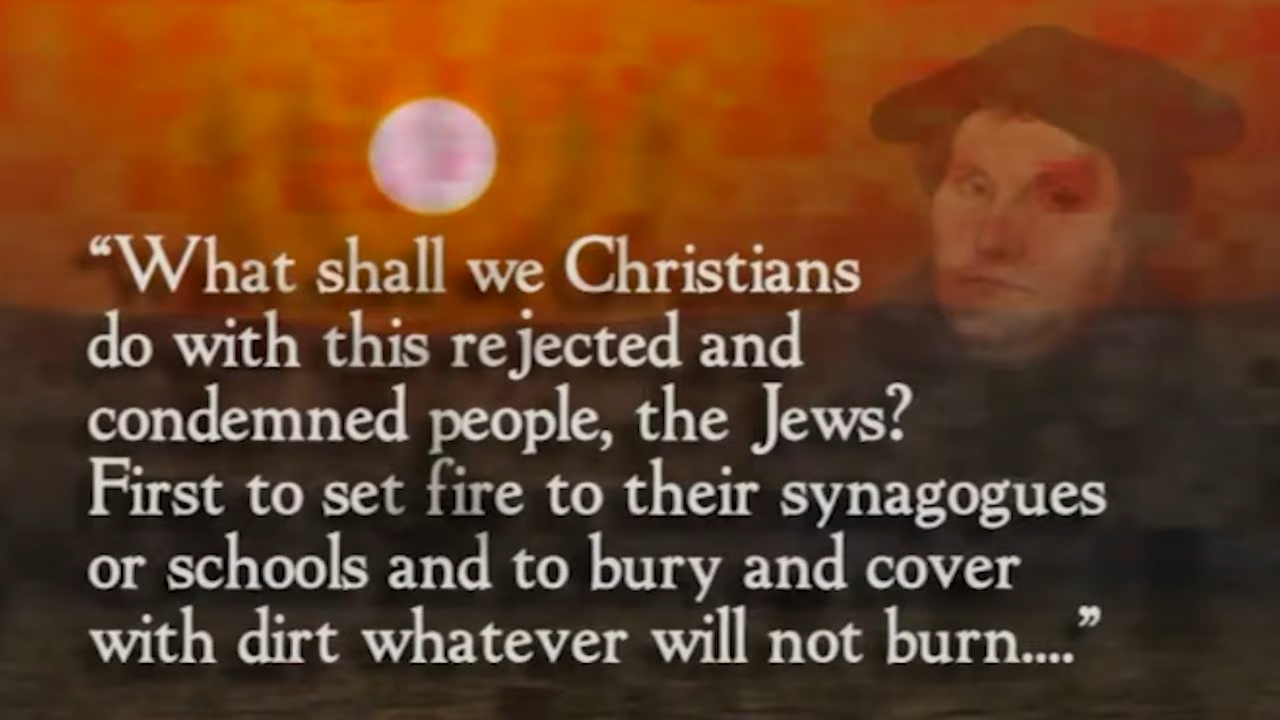 “What shall we Christians
do with this rejected and
condemned people, the Jews?
First to set fire to their synagogues
or schools and to bury and cover
with dirt whatever will not burn....”